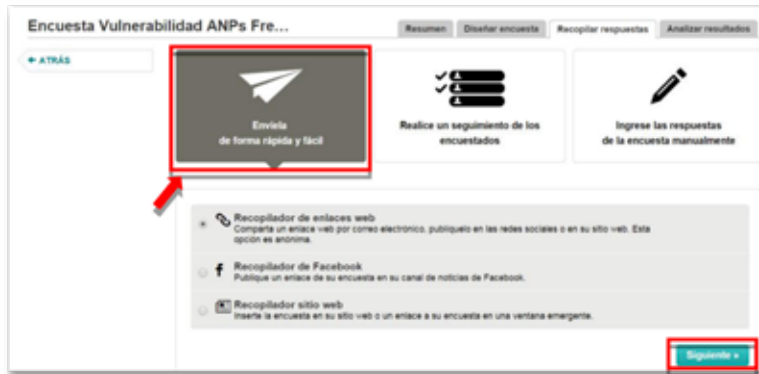 Encuesta Vulnerabilidad ANPs Fre...
Resumen Diseñar encuesta Recopilar respuestas Analizar resultados
← ATRÁS
Envíela
de forma rápida y fácil
Realice un seguimiento de los
encuestados
Ingrese las respuestas
de la encuesta manualmente
Recopilador de enlaces web
Comparta un enlace web por correo electrónico, publíquelo en las redes sociales o en su sitio web. Esta
opción es anónima.
Recopilador de Facebook
Publique un enlace de su encuesta en su canal de noticias de Facebook.
Recopilador sitio web
Inserte la encuesta en su sitio web o un enlace a su encuesta en una ventana emergente.
Siguiente »